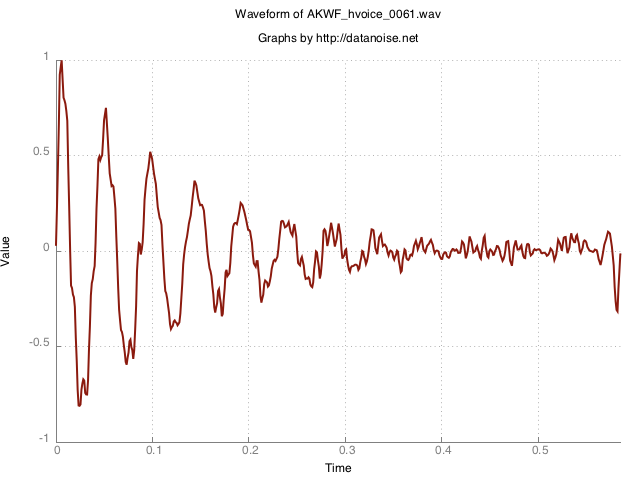 Waveform of AKWF_hvoice_0061.wav
Graphs by http://datanoise.net
1
0.5
0
-0.5
-1
Value
0 0.1 0.2 0.3 0.4 0.5
Time